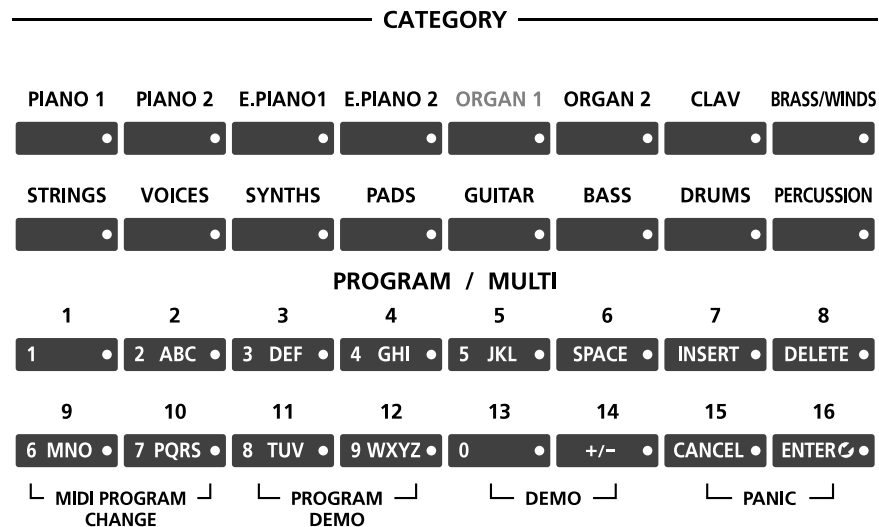 CATEGORY
PIANO 1 PIANO 2 E.PIANO1 E.PIANO 2 ORGAN 1 ORGAN 2 CLAV BRASS/WINDS
STRINGS VOICES SYNTHS PADS GUITAR BASS DRUMS PERCUSSION
PROGRAM / MULTI
1 2 3 4 5 6 7 8
1 2 ABC 3 DEF 4 GHI 5 JKL SPACE INSERT DELETE
9 10 11 12 13 14 15 16
6 MNO 7 PQRS 8 TUV 9 WXYZ 0 +/− CANCEL ENTER
MIDI PROGRAM PROGRAM DEMO PANIC
CHANGE DEMO